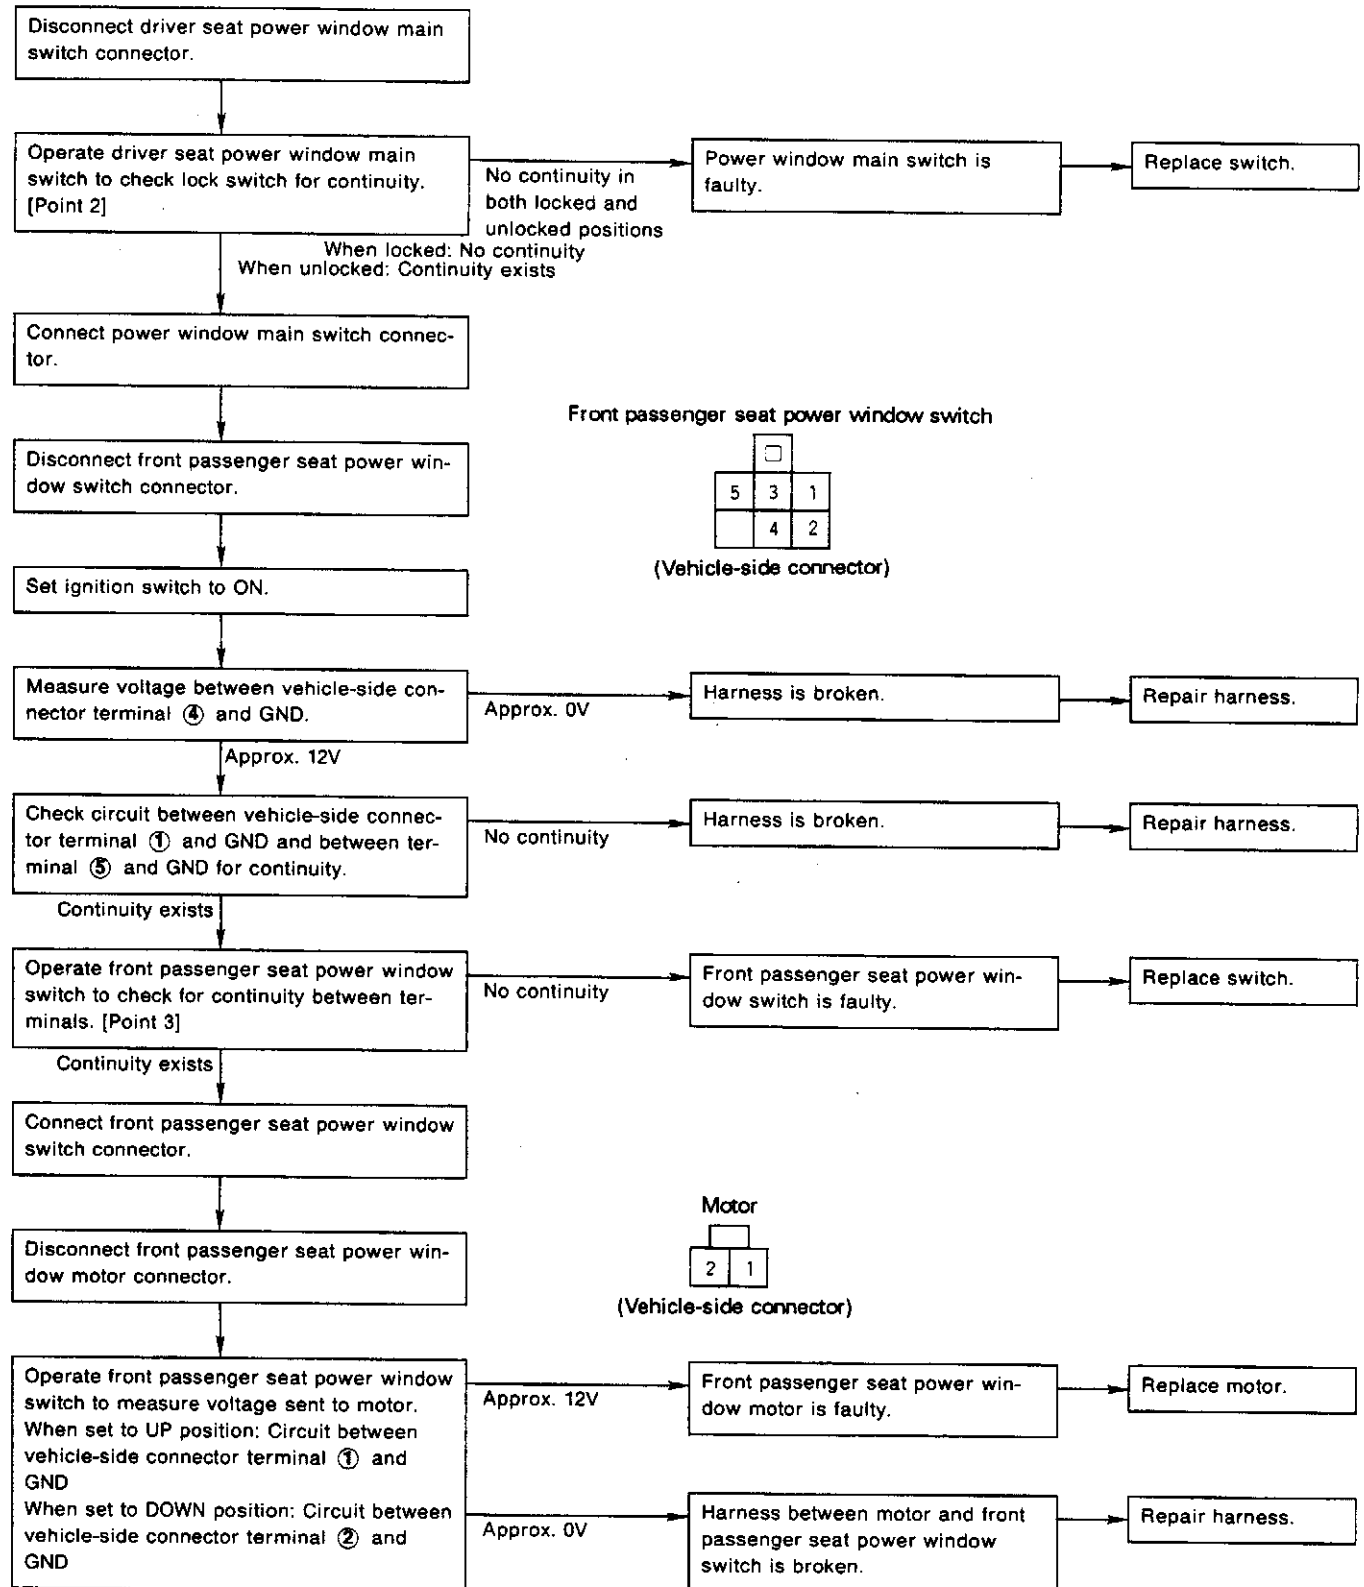 Disconnect driver seat power window main
switch connector.
Operate driver seat power window main
switch to check lock switch for continuity.
[Point 2]
No continuity in
both locked and
unlocked positions
Power window main switch is
faulty.
Replace switch.
When locked: No continuity
When unlocked: Continuity exists
Connect power window main switch connec-
tor.
Disconnect front passenger seat power win-
dow switch connector.
Front passenger seat power window switch
5 3 1
4 2
(Vehicle-side connector)
Set ignition switch to ON.
Measure voltage between vehicle-side con-
nector terminal ④ and GND.
Approx. 0V
Harness is broken.
Repair harness.
Approx. 12V
Check circuit between vehicle-side connec-
tor terminal ① and GND and between ter-
minal ⑤ and GND for continuity.
No continuity
Harness is broken.
Repair harness.
Continuity exists
Operate front passenger seat power window
switch to check for continuity between ter-
minals. [Point 3]
No continuity
Front passenger seat power win-
dow switch is faulty.
Replace switch.
Continuity exists
Connect front passenger seat power window
switch connector.
Disconnect front passenger seat power win-
dow motor connector.
Motor
2 1
(Vehicle-side connector)
Operate front passenger seat power window
switch to measure voltage sent to motor.
When set to UP position: Circuit between
vehicle-side connector terminal ① and
GND
When set to DOWN position: Circuit between
vehicle-side connector terminal ② and
GND
Approx. 12V
Front passenger seat power win-
dow motor is faulty.
Replace motor.
Approx. 0V
Harness between motor and front
passenger seat power window
switch is broken.
Repair harness.